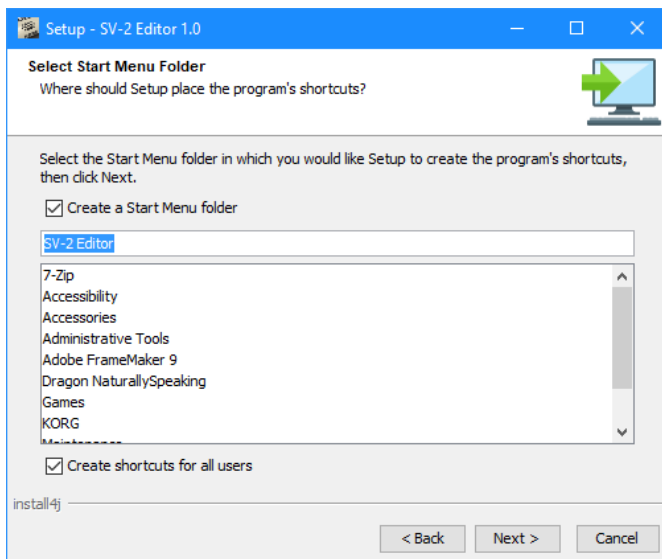 Setup - SV-2 Editor 1.0
Select Start Menu Folder
Where should Setup place the program's shortcuts?
Select the Start Menu folder in which you would like Setup to create the program's shortcuts,
then click Next.
Create a Start Menu folder
SV-2 Editor
7-Zip
Accessibility
Accessories
Administrative Tools
Adobe FrameMaker 9
Dragon NaturallySpeaking
Games
KORG
Maintenance
Create shortcuts for all users
install4j
< Back
Next >
Cancel